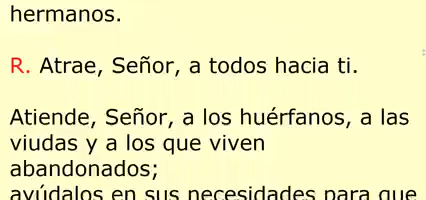 hermanos.
R. Atrae, Señor, a todos hacia ti.
Atiende, Señor, a los huérfanos, a las
viudas y a los que viven
abandonados;
ayúdalos en sus necesidades para que